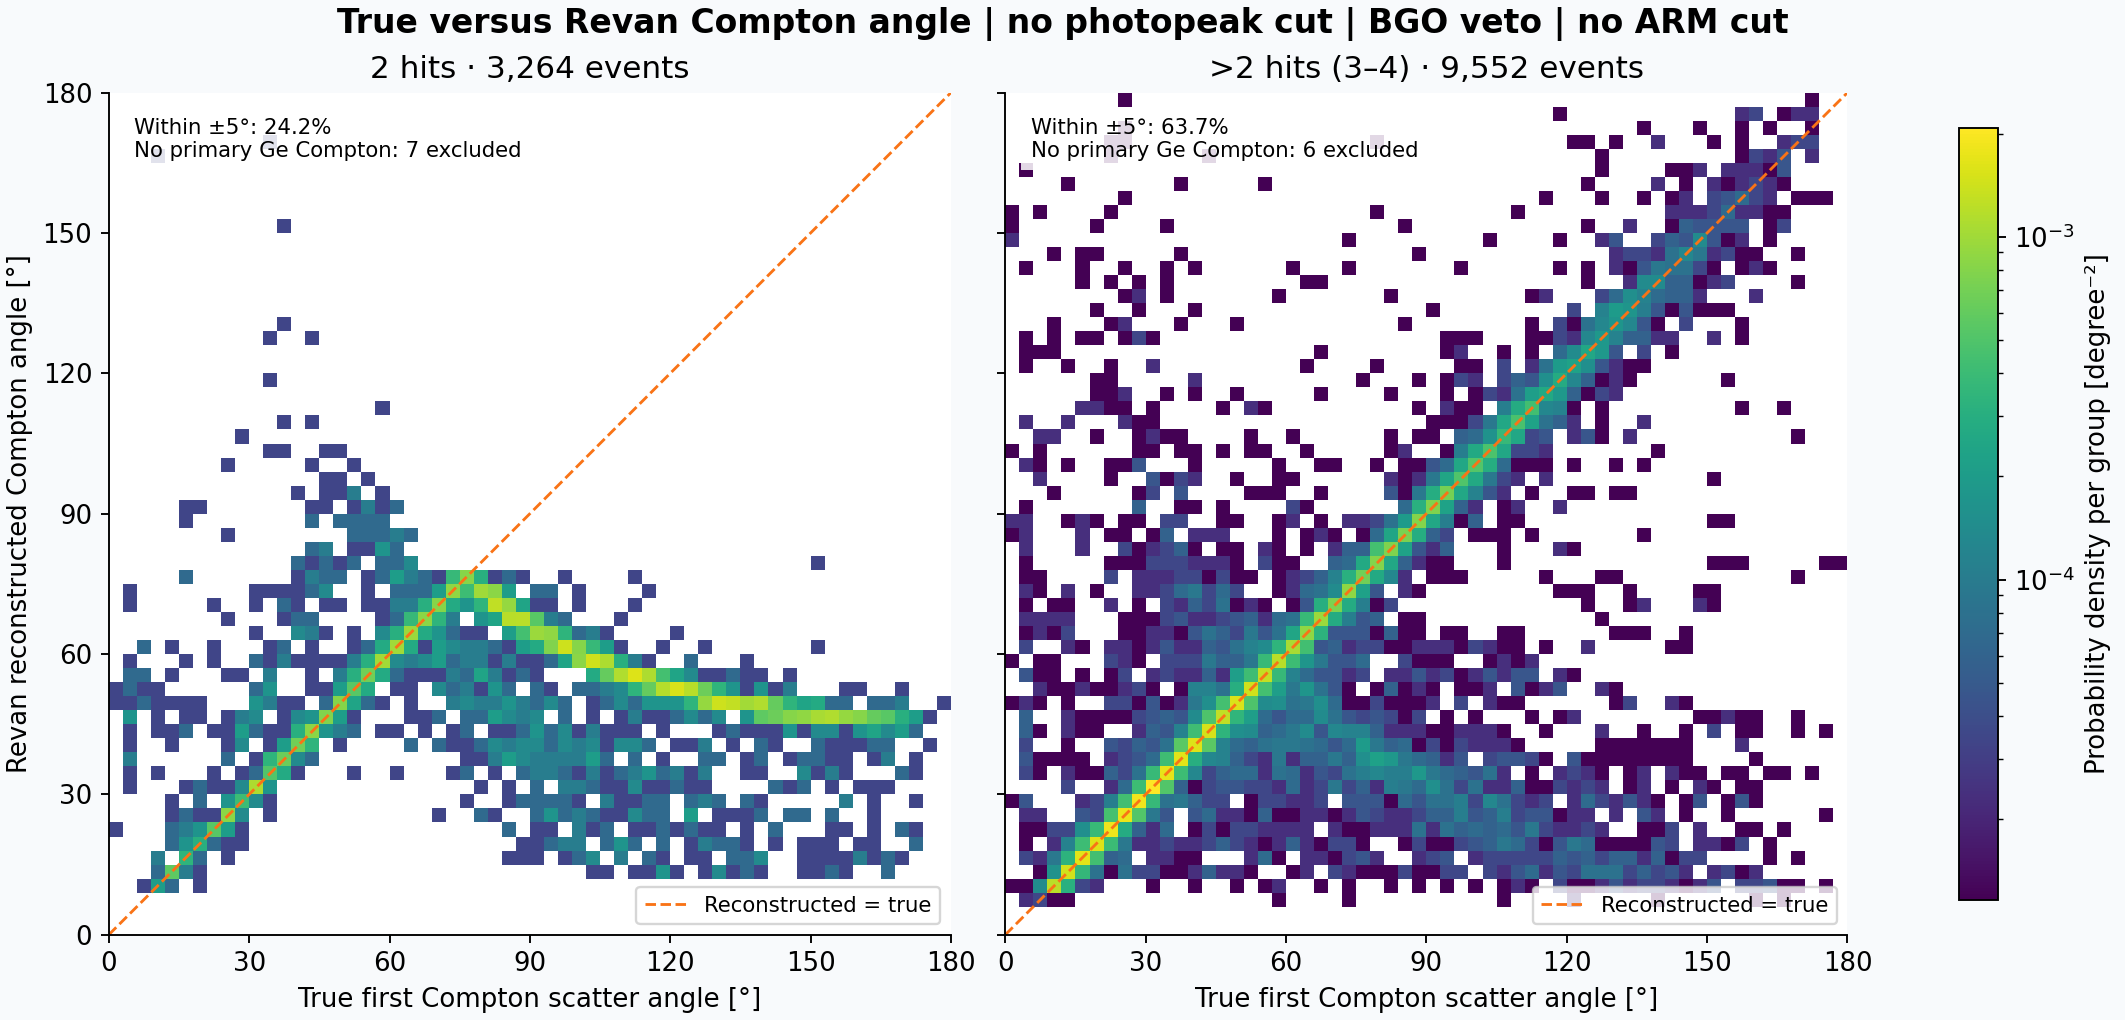 True versus Revan Compton angle | no photopeak cut | BGO veto | no ARM cut
2 hits · 3,264 events
>2 hits (3–4) · 9,552 events
Within ±5°: 24.2%
No primary Ge Compton: 7 excluded
Within ±5°: 63.7%
No primary Ge Compton: 6 excluded
Revan reconstructed Compton angle [°]
180
150
120
90
60
30
0
Reconstructed = true
Reconstructed = true
0 30 60 90 120 150 180
0 30 60 90 120 150 180
True first Compton scatter angle [°]
True first Compton scatter angle [°]
10⁻³
10⁻⁴
Probability density per group [degree⁻²]